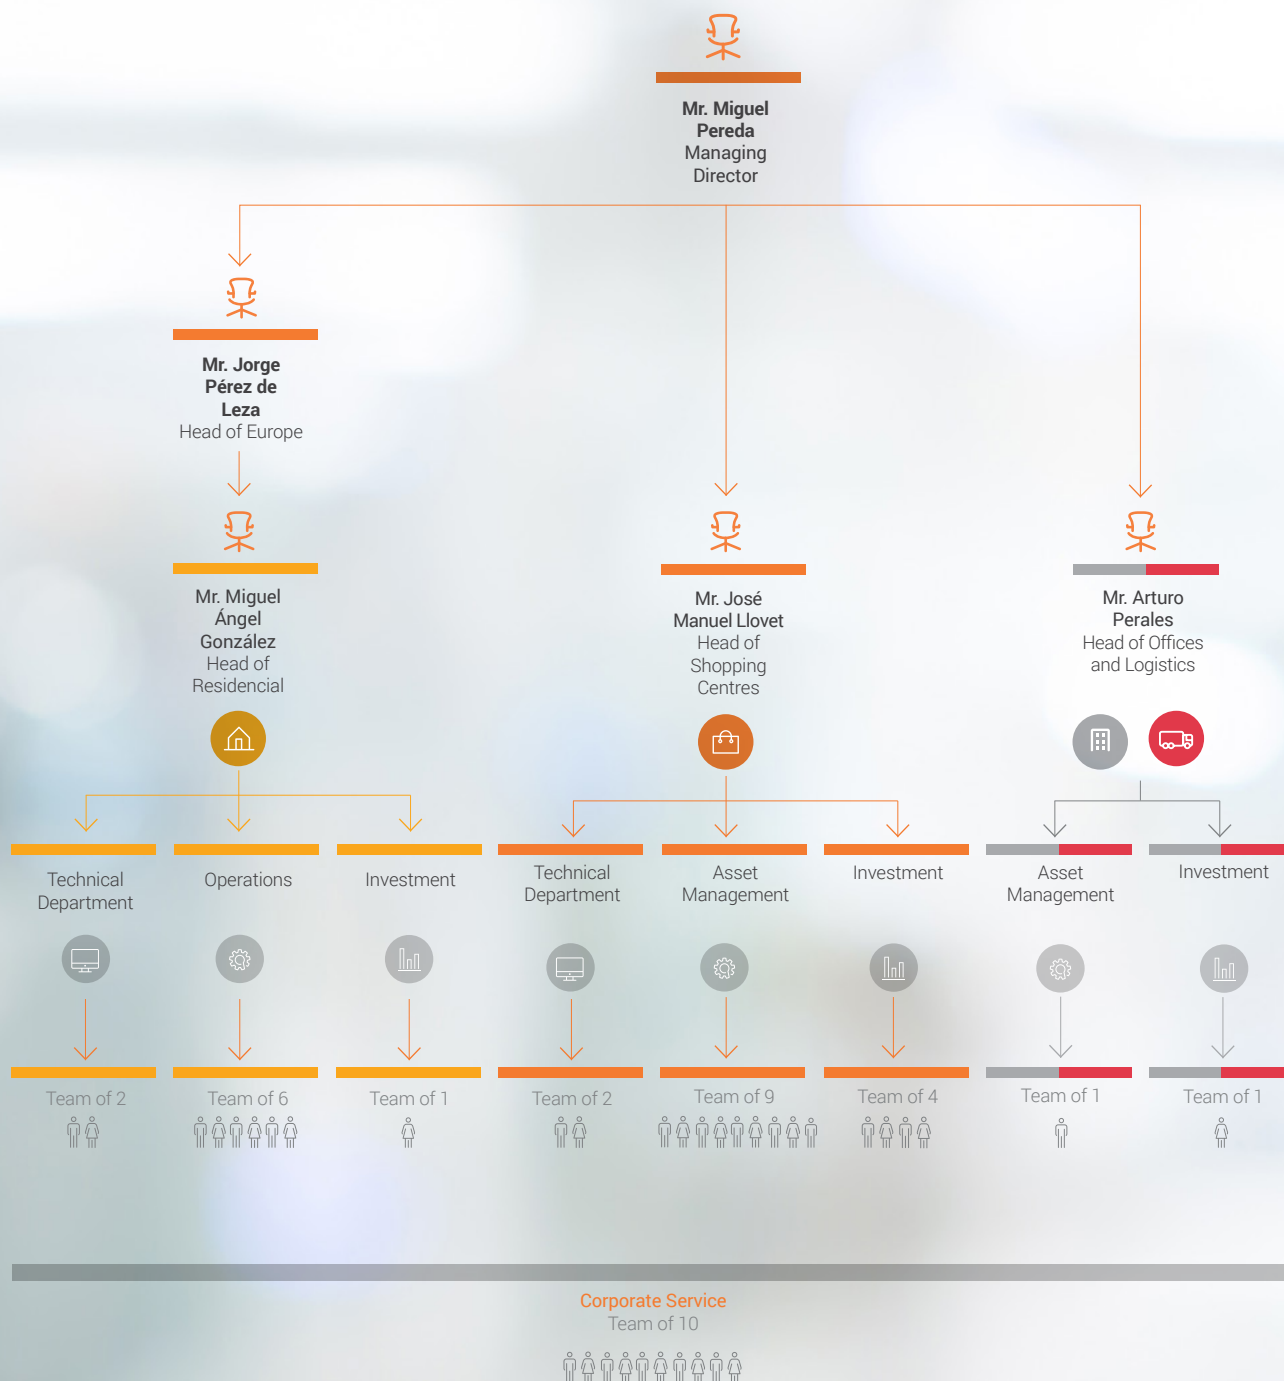 Mr. Miguel
Pereda
Managing
Director
Mr. Jorge
Pérez de
Leza
Head of Europe
Mr. Miguel
Ángel
González
Head of
Residencial
Mr. José
Manuel Llovet
Head of
Shopping
Centres
Mr. Arturo
Perales
Head of Offices
and Logistics
Technical
Department
Operations
Investment
Technical
Department
Asset
Management
Investment
Asset
Management
Investment
Team of 2
Team of 6
Team of 1
Team of 2
Team of 9
Team of 4
Team of 1
Team of 1
Corporate Service
Team of 10